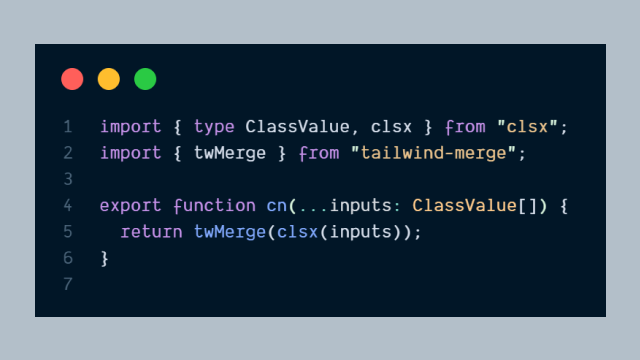 1 import { type ClassValue, clsx } from "clsx";
2 import { twMerge } from "tailwind-merge";
3
4 export function cn(...inputs: ClassValue[]) {
5   return twMerge(clsx(inputs));
6 }
7